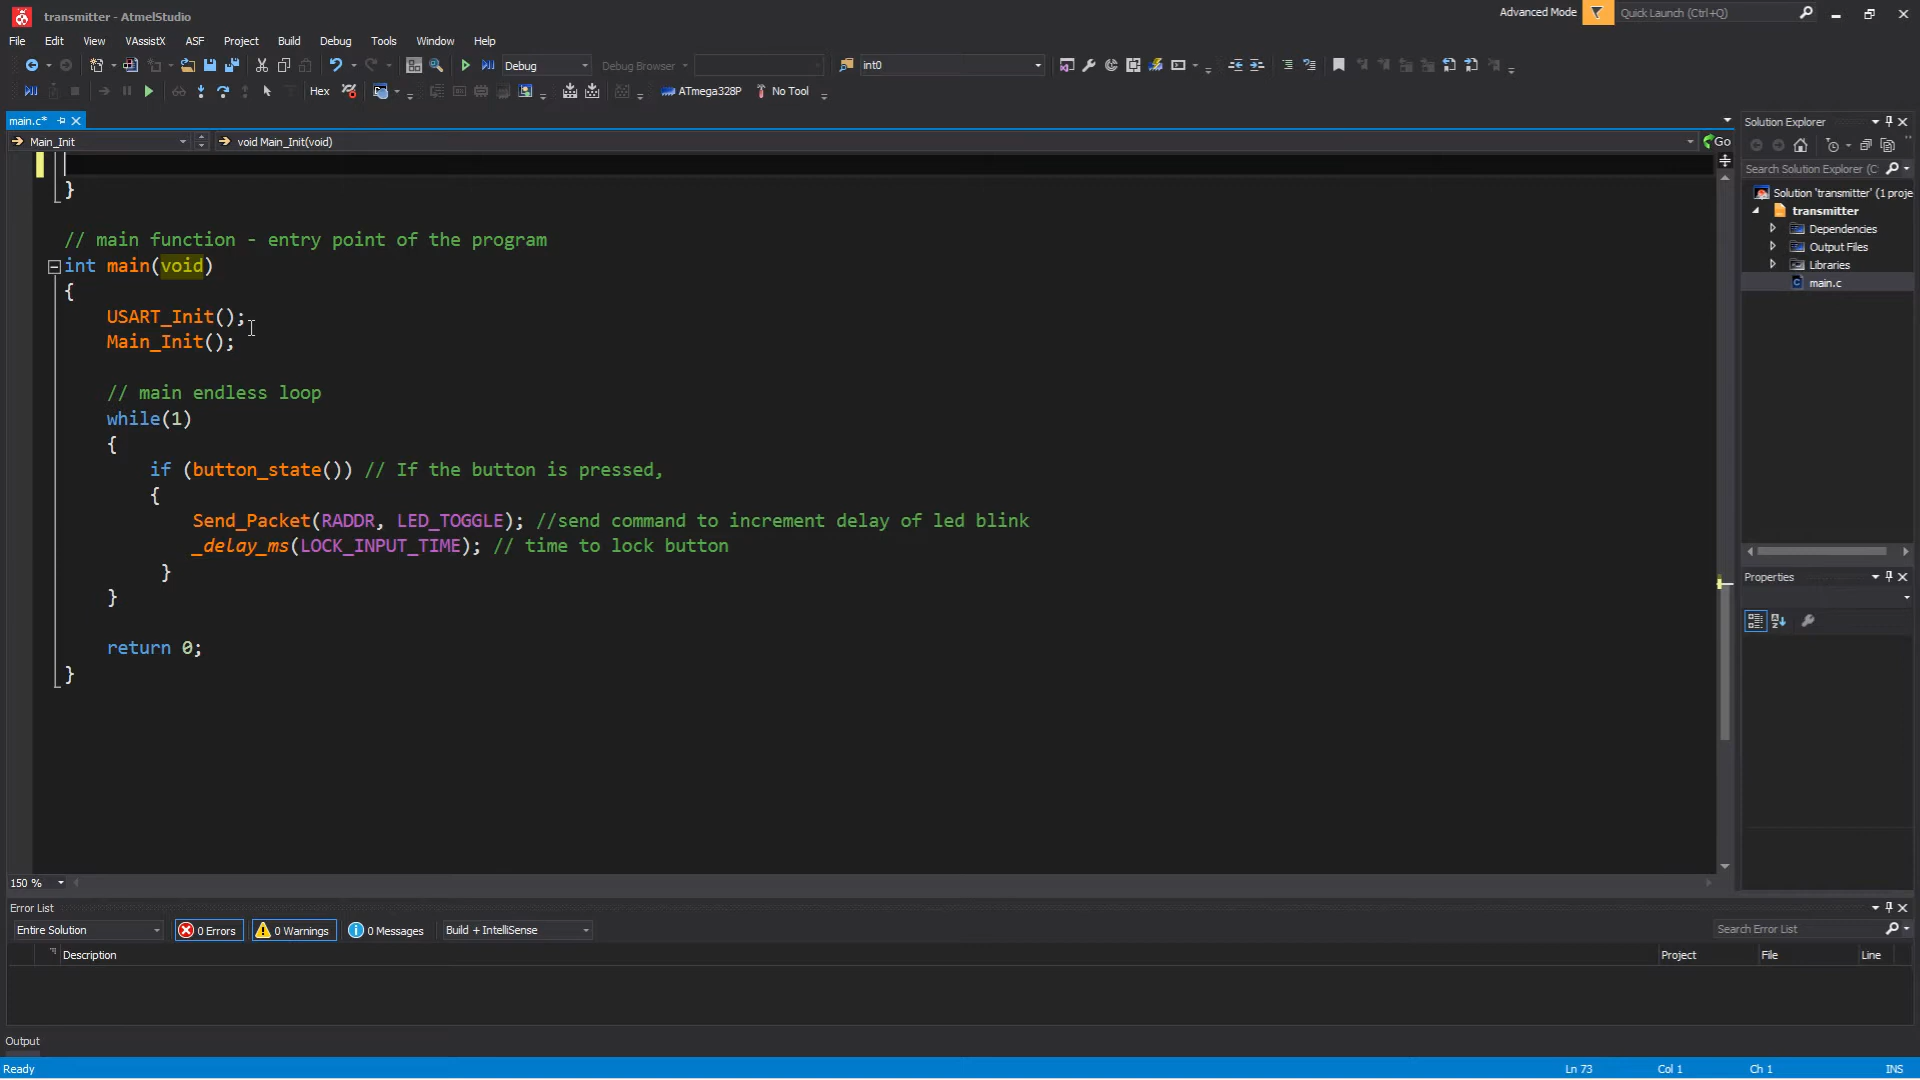 transmitter - AtmelStudio
Advanced Mode
Quick Launch (Ctrl+Q)
File Edit View VAssistX ASF Project Build Debug Tools Window Help
Debug Debug Browser int0
Hex ATmega328P No Tool
main.c*
Main_Init void Main_Init(void) Go
}
// main function - entry point of the program
int main(void)
{
USART_Init();
Main_Init();
// main endless loop
while(1)
{
if (button_state()) // If the button is pressed,
{
Send_Packet(RADDR, LED_TOGGLE); //send command to increment delay of led blink
_delay_ms(LOCK_INPUT_TIME); // time to lock button
}
}
return 0;
}
150 %
Solution Explorer
Search Solution Explorer (C
Solution 'transmitter' (1 proje
transmitter
Dependencies
Output Files
Libraries
main.c
Properties
Error List
Entire Solution 0 Errors 0 Warnings 0 Messages Build + IntelliSense Search Error List
Description Project File Line
Output
Ready Ln 73 Col 1 Ch 1 INS